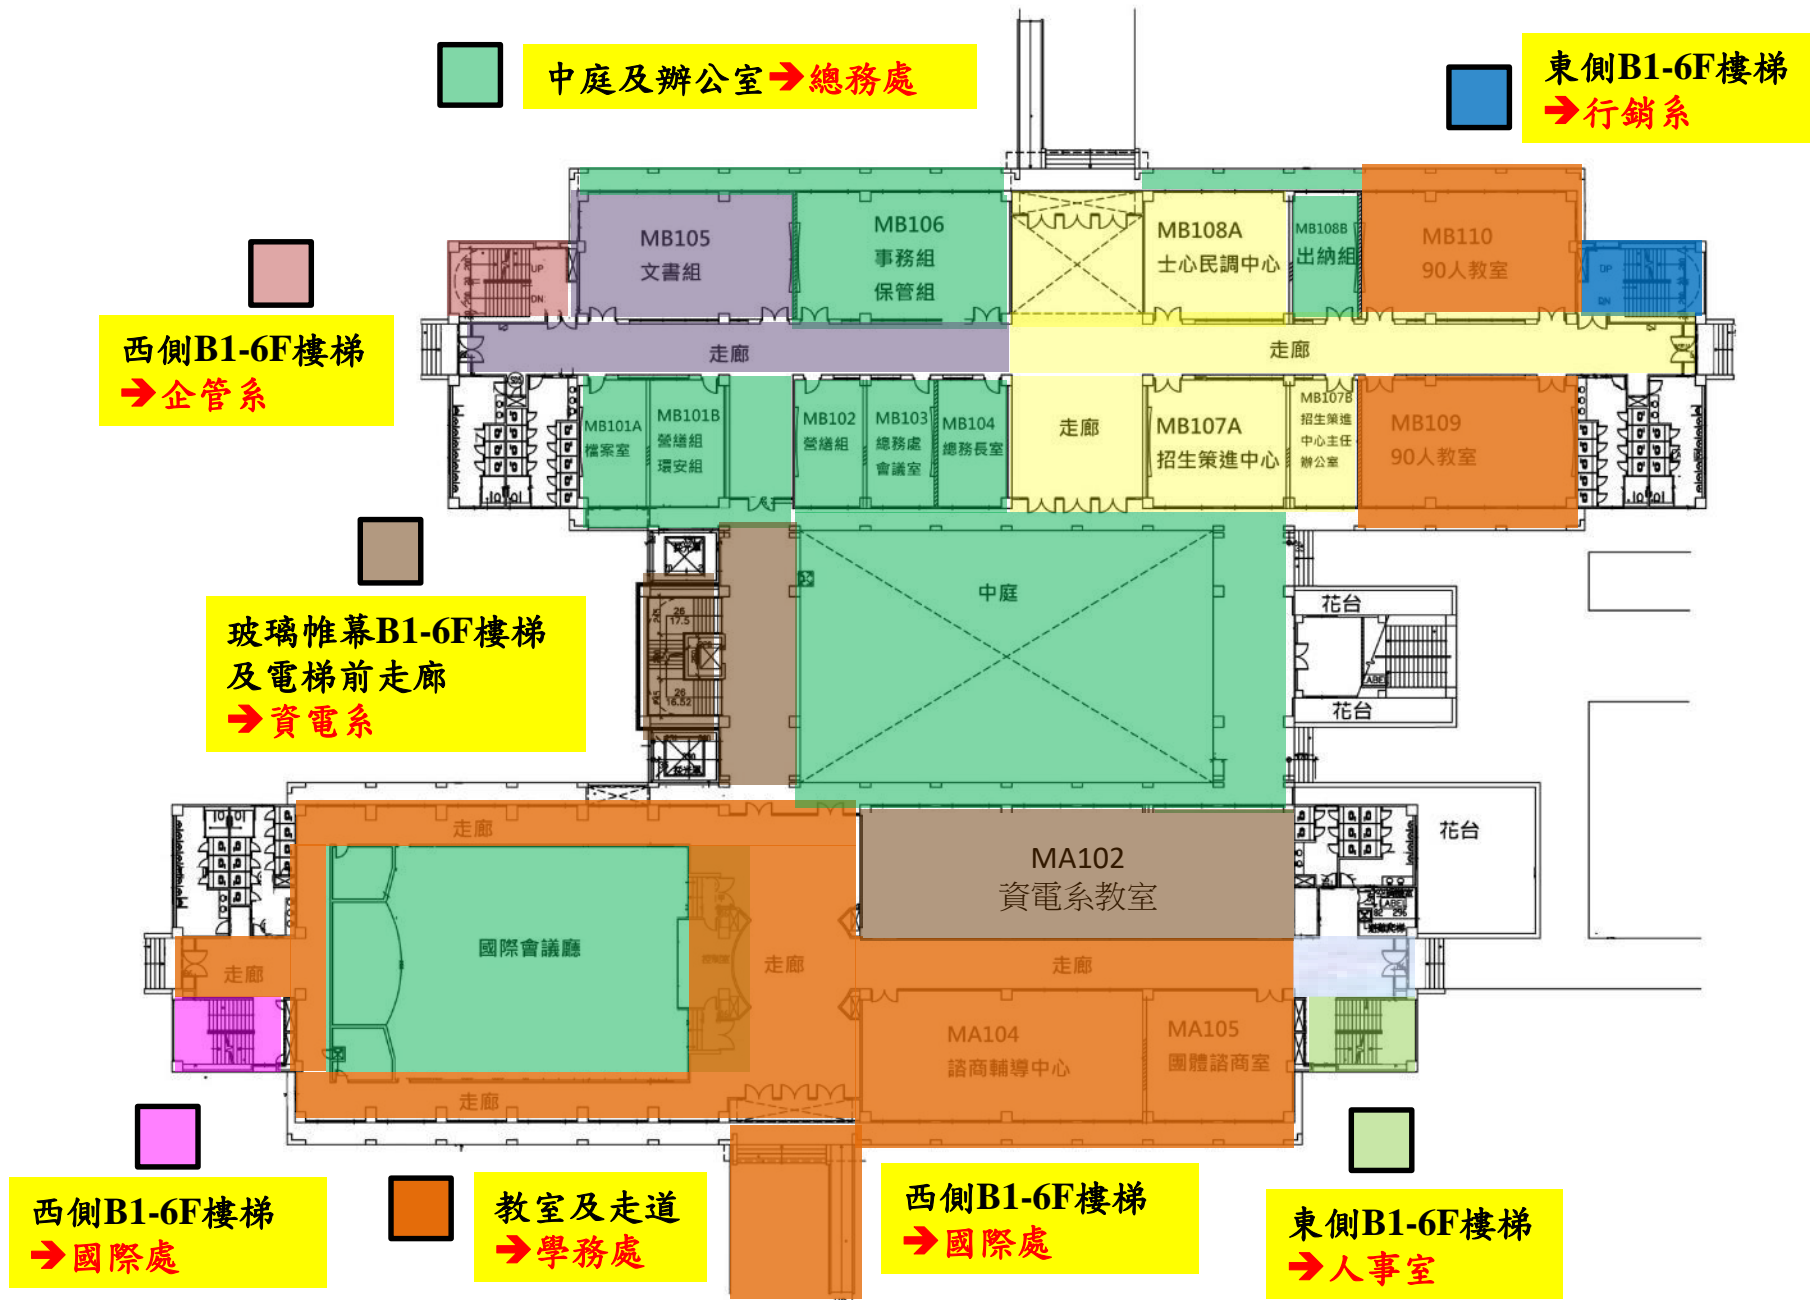 中庭及辦公室➔總務處
東側B1-6F樓梯
➔行銷系
MB105
文書組
MB106
事務組
保管組
MB108A
士心民調中心
MB108B
出納組
MB110
90人教室
UP
DN
DN
西側B1-6F樓梯
➔企管系
走廊
走廊
MB101A
檔案室
MB101B
營繕組
環安組
MB102
營繕組
MB103
總務處
會議室
MB104
總務長室
走廊
MB107A
招生策進中心
MB107B
招生策進
中心主任
辦公室
MB109
90人教室
玻璃帷幕B1-6F樓梯
及電梯前走廊
➔資電系
26
17.5
26
16.52
中庭
花台
花台
走廊
MA102
資電系教室
花台
LABEL
國際會議廳
走廊
走廊
走廊
MA104
諮商輔導中心
MA105
團體諮商室
走廊
西側B1-6F樓梯
➔國際處
教室及走道
➔學務處
西側B1-6F樓梯
➔國際處
東側B1-6F樓梯
➔人事室